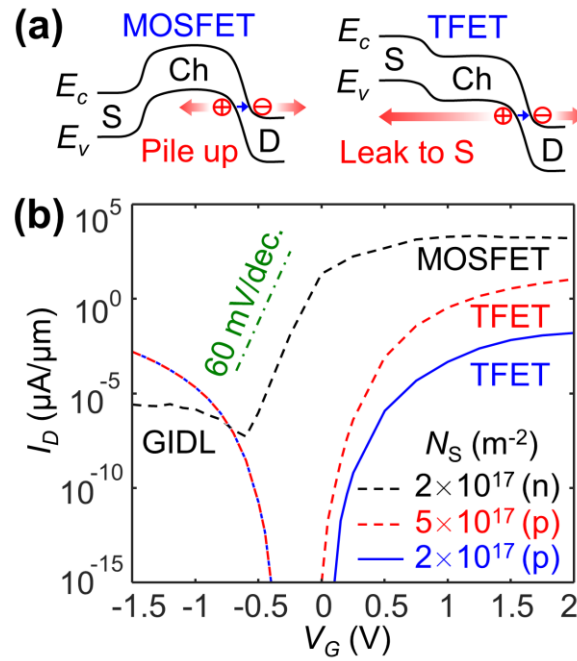 (a) MOSFET TFET
E_c Ch E_c
S S Ch
E_v ⊕ ⊖ E_v ⊕ ⊖
D D
Pile up Leak to S
(b)
10^5
10^0
10^-5
10^-10
10^-15
I_D (μA/μm)
60 mV/dec.
MOSFET
TFET
TFET
GIDL
N_S (m^-2)
2×10^17 (n)
5×10^17 (p)
2×10^17 (p)
-1.5 -1 -0.5 0 0.5 1 1.5 2
V_G (V)